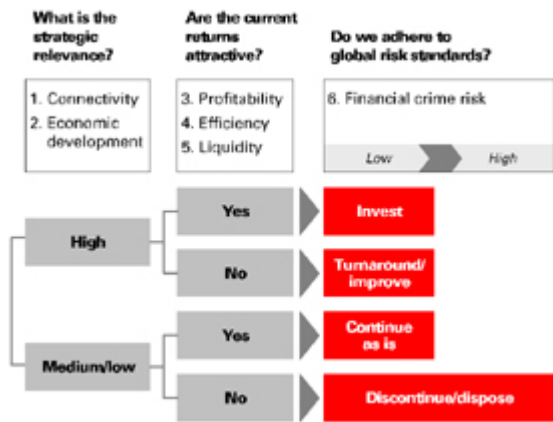 What is the
strategic
relevance?
Are the current
returns
attractive?
Do we adhere to
global risk standards?
1. Connectivity
2. Economic
development
3. Profitability
4. Efficiency
5. Liquidity
6. Financial crime risk
Low
High
High
Yes
Invest
No
Turnaround/
improve
Medium/low
Yes
Continue
as is
No
Discontinue/dispose